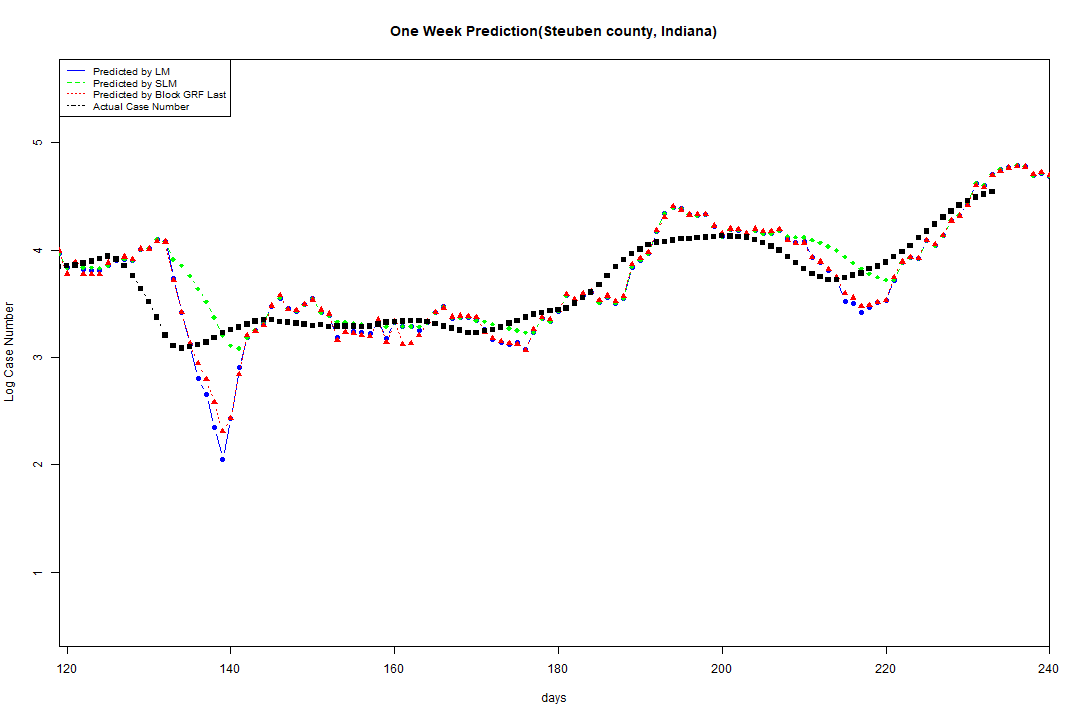 One Week Prediction(Steuben county, Indiana)
Predicted by LM
Predicted by SLM
Predicted by Block GRF Last
Actual Case Number
5
4
3
2
1
Log Case Number
120 140 160 180 200 220 240
days